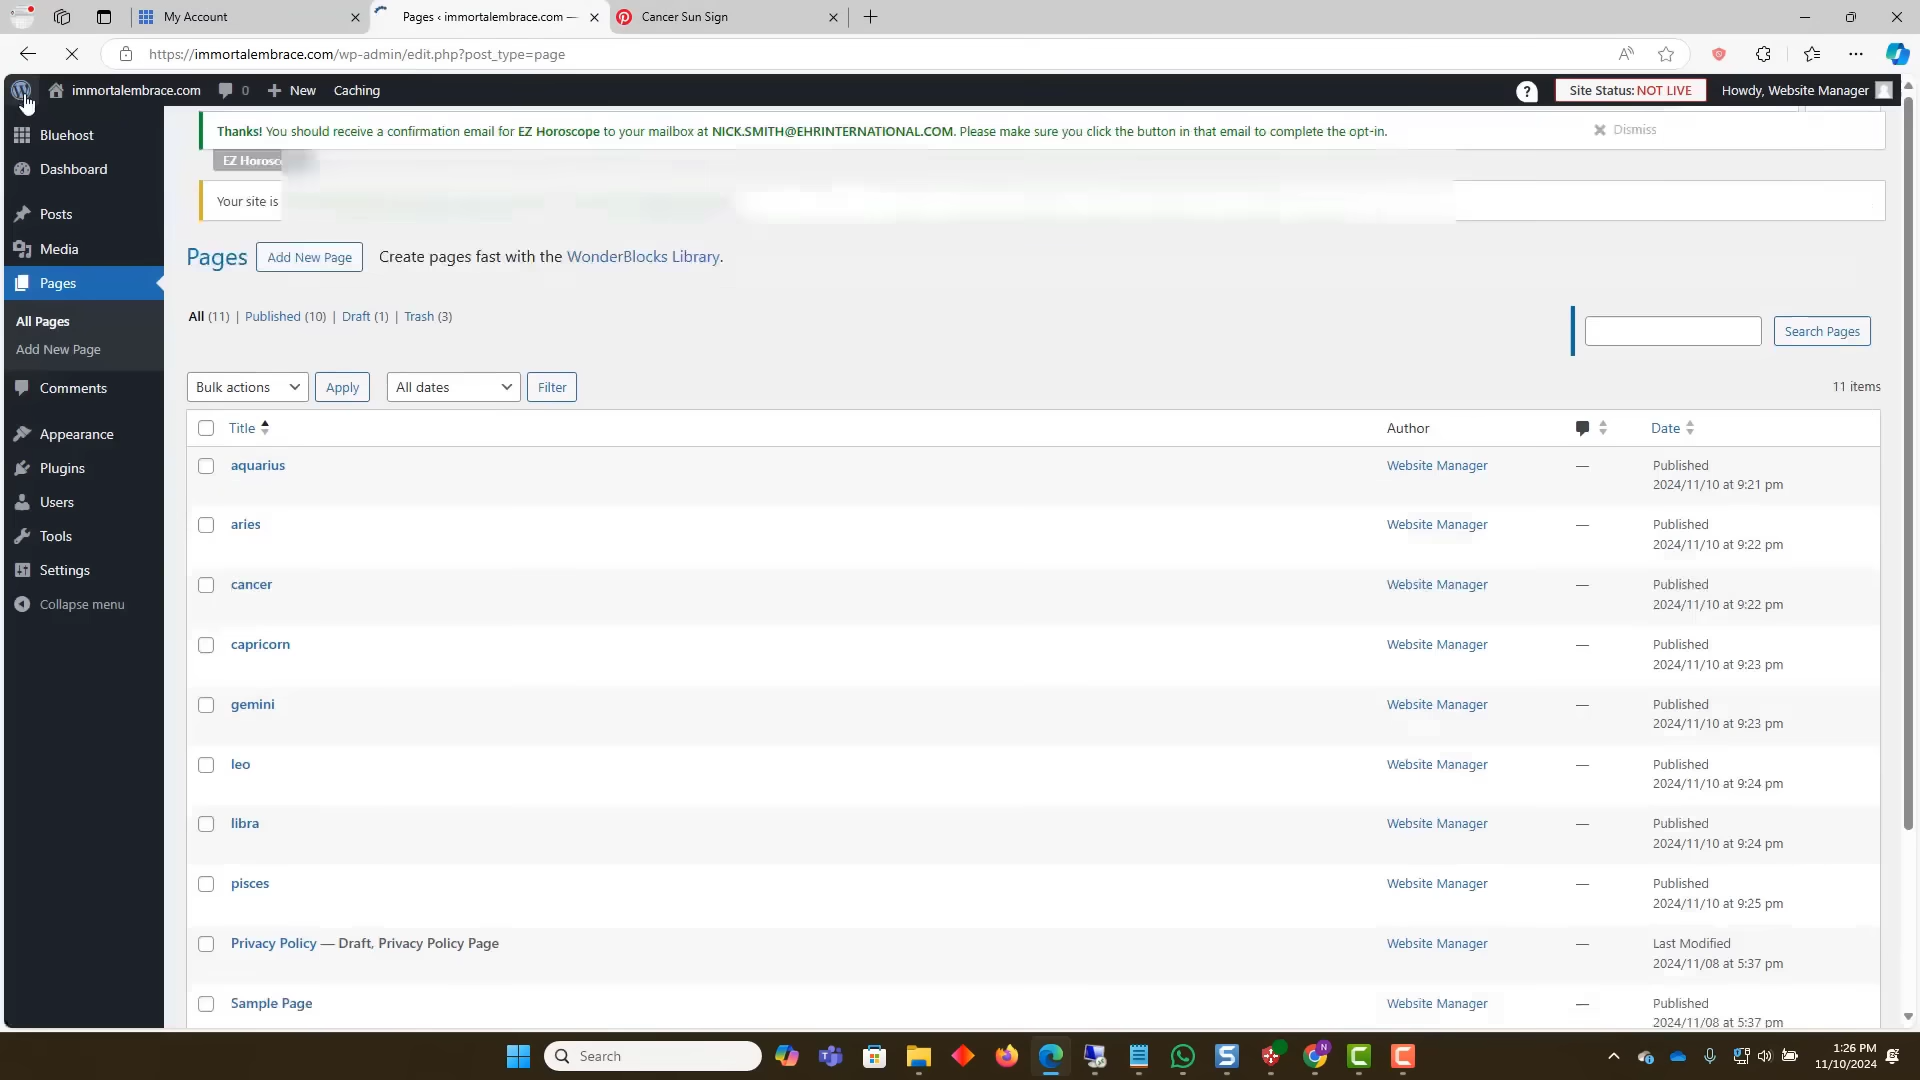 My Account
Pages ‹ immortalembrace.com —
Cancer Sun Sign
https://immortalembrace.com/wp-admin/edit.php?post_type=page
immortalembrace.com
0
New
Caching
Site Status: NOT LIVE
Howdy, Website Manager
Bluehost
Dashboard
Posts
Media
Pages
All Pages
Add New Page
Comments
Appearance
Plugins
Users
Tools
Settings
Collapse menu
Thanks! You should receive a confirmation email for EZ Horoscope to your mailbox at NICK.SMITH@EHRINTERNATIONAL.COM. Please make sure you click the button in that email to complete the opt-in.
Dismiss
EZ Horosc
Your site is
Pages
Add New Page
Create pages fast with the WonderBlocks Library.
All (11) | Published (10) | Draft (1) | Trash (3)
Search Pages
Bulk actions
Apply
All dates
Filter
11 items
Title
Author
Date
aquarius
Website Manager
—
Published
2024/11/10 at 9:21 pm
aries
Website Manager
—
Published
2024/11/10 at 9:22 pm
cancer
Website Manager
—
Published
2024/11/10 at 9:22 pm
capricorn
Website Manager
—
Published
2024/11/10 at 9:23 pm
gemini
Website Manager
—
Published
2024/11/10 at 9:23 pm
leo
Website Manager
—
Published
2024/11/10 at 9:24 pm
libra
Website Manager
—
Published
2024/11/10 at 9:24 pm
pisces
Website Manager
—
Published
2024/11/10 at 9:25 pm
Privacy Policy — Draft, Privacy Policy Page
Website Manager
—
Last Modified
2024/11/08 at 5:37 pm
Sample Page
Website Manager
—
Published
2024/11/08 at 5:37 pm
Search
1:26 PM
11/10/2024